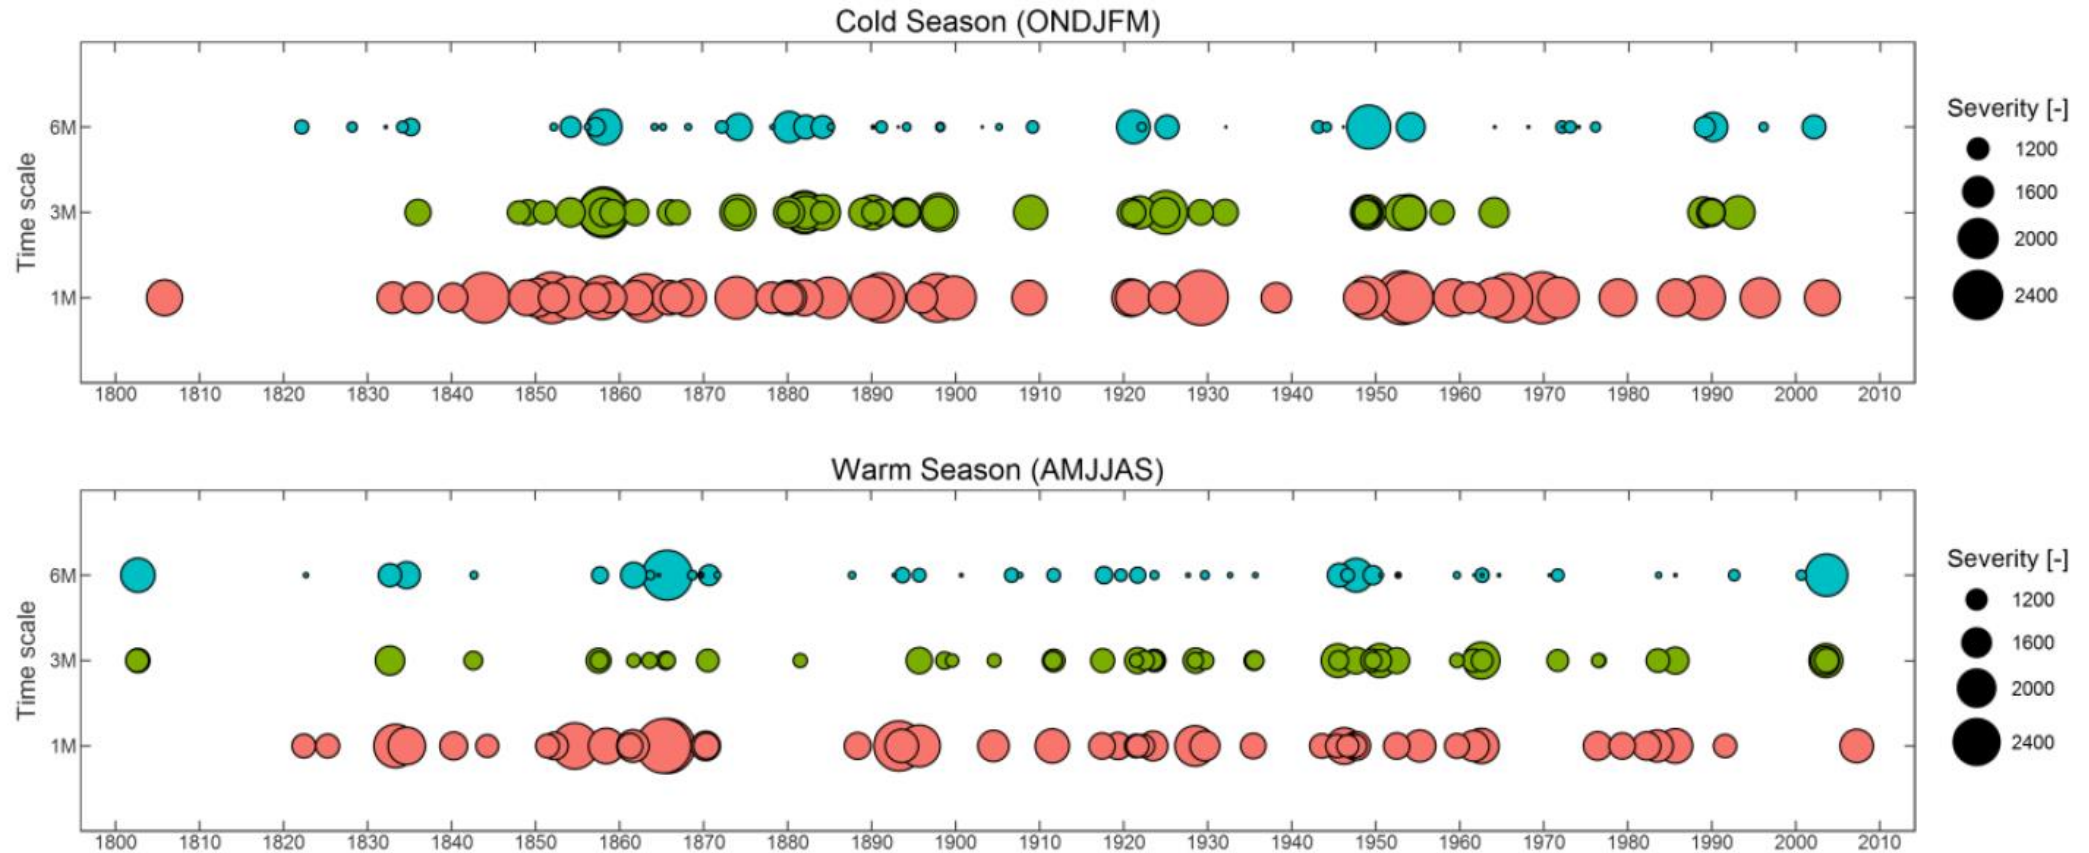 Cold Season (ONDJFM)
Time scale
6M
3M
1M
1800 1810 1820 1830 1840 1850 1860 1870 1880 1890 1900 1910 1920 1930 1940 1950 1960 1970 1980 1990 2000 2010
Severity [-]
1200
1600
2000
2400
Warm Season (AMJJAS)
Time scale
6M
3M
1M
1800 1810 1820 1830 1840 1850 1860 1870 1880 1890 1900 1910 1920 1930 1940 1950 1960 1970 1980 1990 2000 2010
Severity [-]
1200
1600
2000
2400